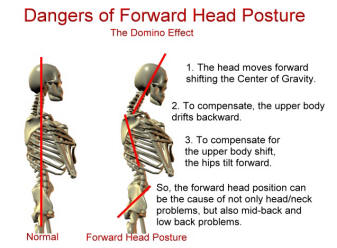 Dangers of Forward Head Posture
The Domino Effect
1. The head moves forward
shifting the Center of Gravity.
2. To compensate, the upper body
drifts backward.
3. To compensate for
the upper body shift,
the hips tilt forward.
So, the forward head position can
be the cause of not only head/neck
problems, but also mid-back and
low back problems.
Normal
Forward Head Posture